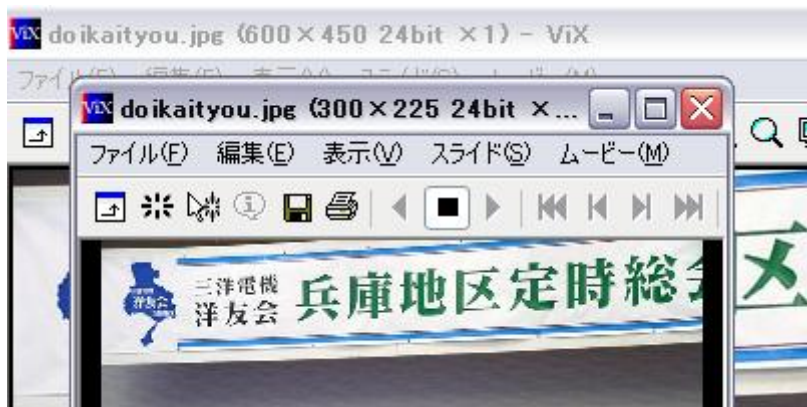 doikaityou.jpg (600×450 24bit ×1) - ViX
doikaityou.jpg (300×225 24bit ×...
ファイル(F) 編集(E) 表示(V) スライド(S) ムービー(M)
三洋電機
洋友会
兵庫地区定時総
区